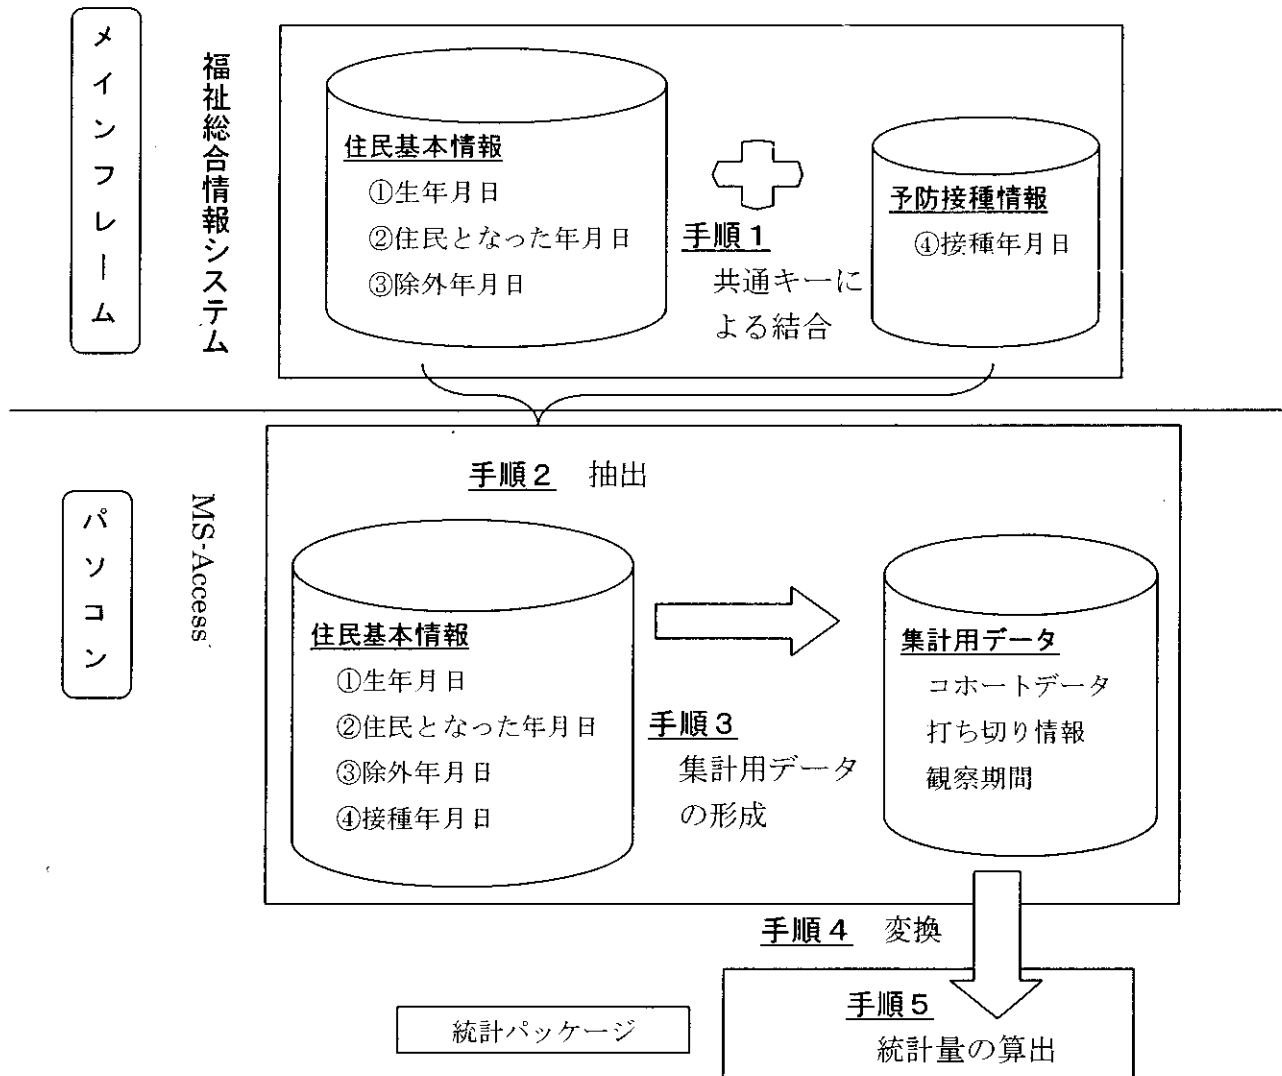 メインフレーム
福祉総合情報システム
住民基本情報
①生年月日
②住民となった年月日
③除外年月日
手順1
共通キーに
よる結合
予防接種情報
④接種年月日
パソコン
MS-Access
手順2 抽出
住民基本情報
①生年月日
②住民となった年月日
③除外年月日
④接種年月日
手順3
集計用データ
の形成
集計用データ
コホートデータ
打ち切り情報
観察期間
手順4 変換
統計パッケージ
手順5
統計量の算出